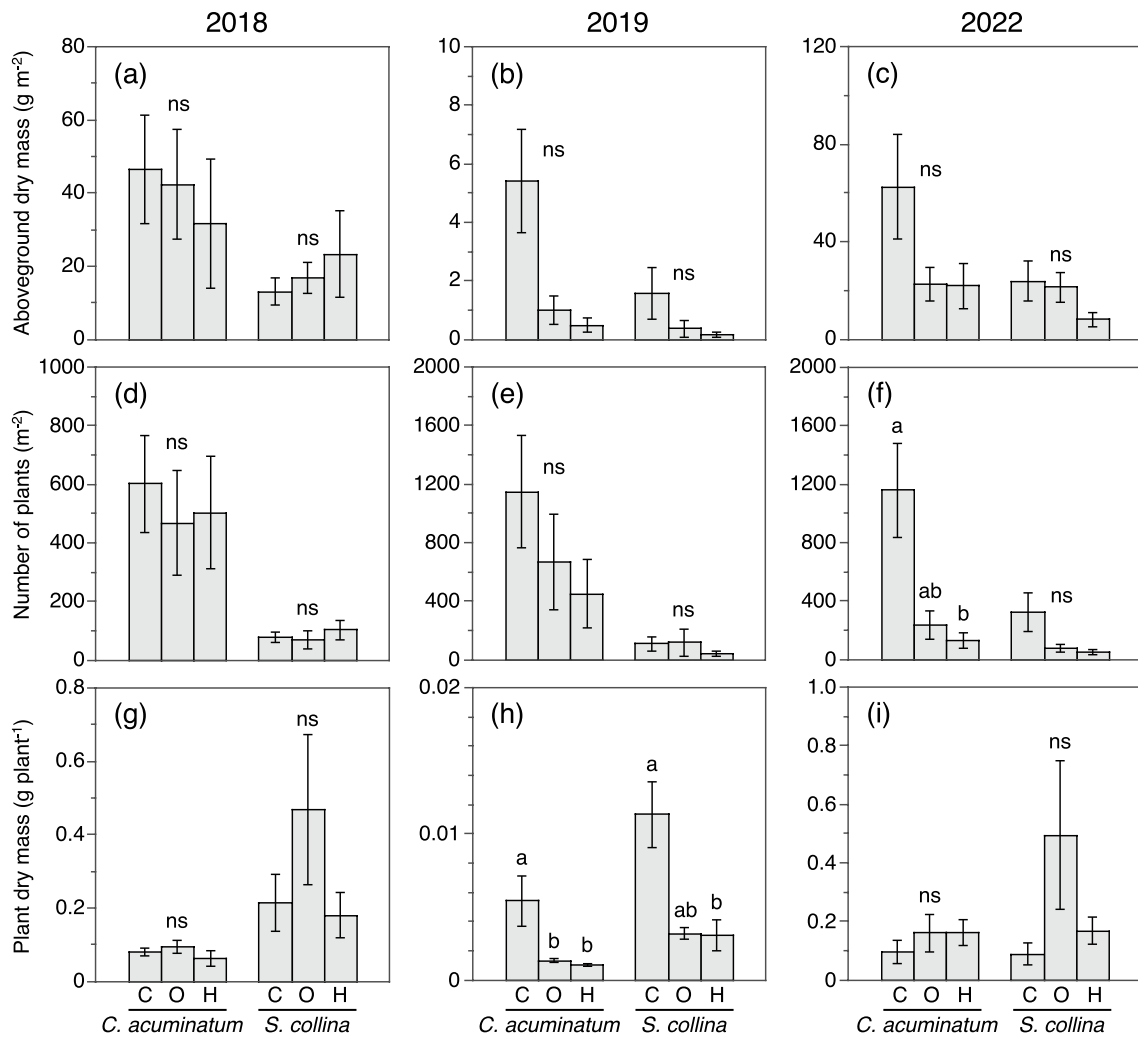 2018 2019 2022
Aboveground dry mass (g m-2)
80 60 40 20 0
(a) ns ns
10 8 6 4 2 0
(b) ns ns
120 80 40 0
(c) ns ns
Number of plants (m-2)
1000 800 600 400 200 0
(d) ns ns
2000 1600 1200 800 400 0
(e) ns ns
2000 1600 1200 800 400 0
(f) a ab b ns
Plant dry mass (g plant-1)
0.8 0.6 0.4 0.2 0
(g) ns ns
0.02 0.01 0
(h) a b b a ab b
1.0 0.8 0.6 0.4 0.2 0
(i) ns ns
C O H C O H C O H C O H C O H C O H
C. acuminatum S. collina C. acuminatum S. collina C. acuminatum S. collina